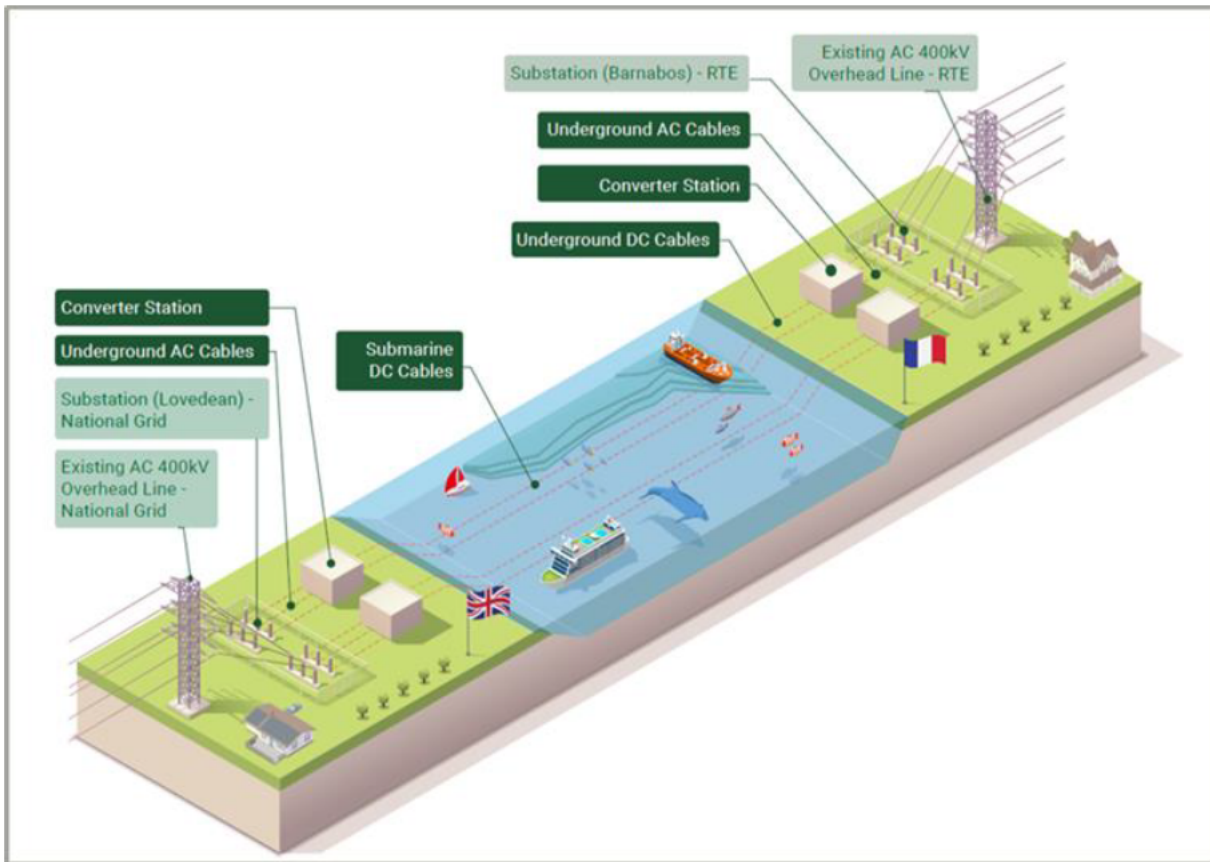 Existing AC 400kV
Overhead Line - RTE
Substation (Barnabos) - RTE
Underground AC Cables
Converter Station
Underground DC Cables
Converter Station
Underground AC Cables
Submarine
DC Cables
Substation (Lovedean) -
National Grid
Existing AC 400kV
Overhead Line -
National Grid